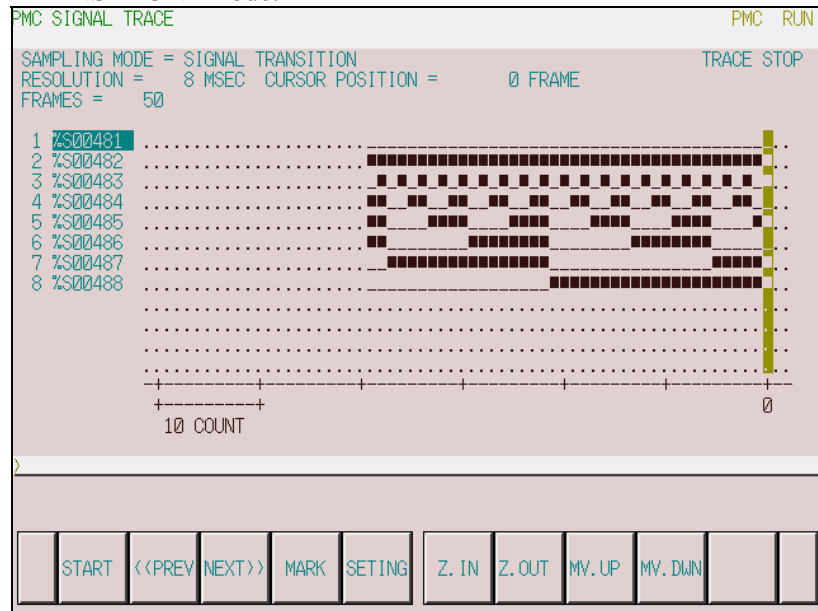 PMC SIGNAL TRACE PMC RUN
SAMPLING MODE = SIGNAL TRANSITION TRACE STOP
RESOLUTION = 8 MSEC CURSOR POSITION = 0 FRAME
FRAMES = 50
1 %S00481
2 %S00482
3 %S00483
4 %S00484
5 %S00485
6 %S00486
7 %S00487
8 %S00488
0
10 COUNT
>
START <<PREV NEXT>> MARK SETING Z.IN Z.OUT MV.UP MV.DWN